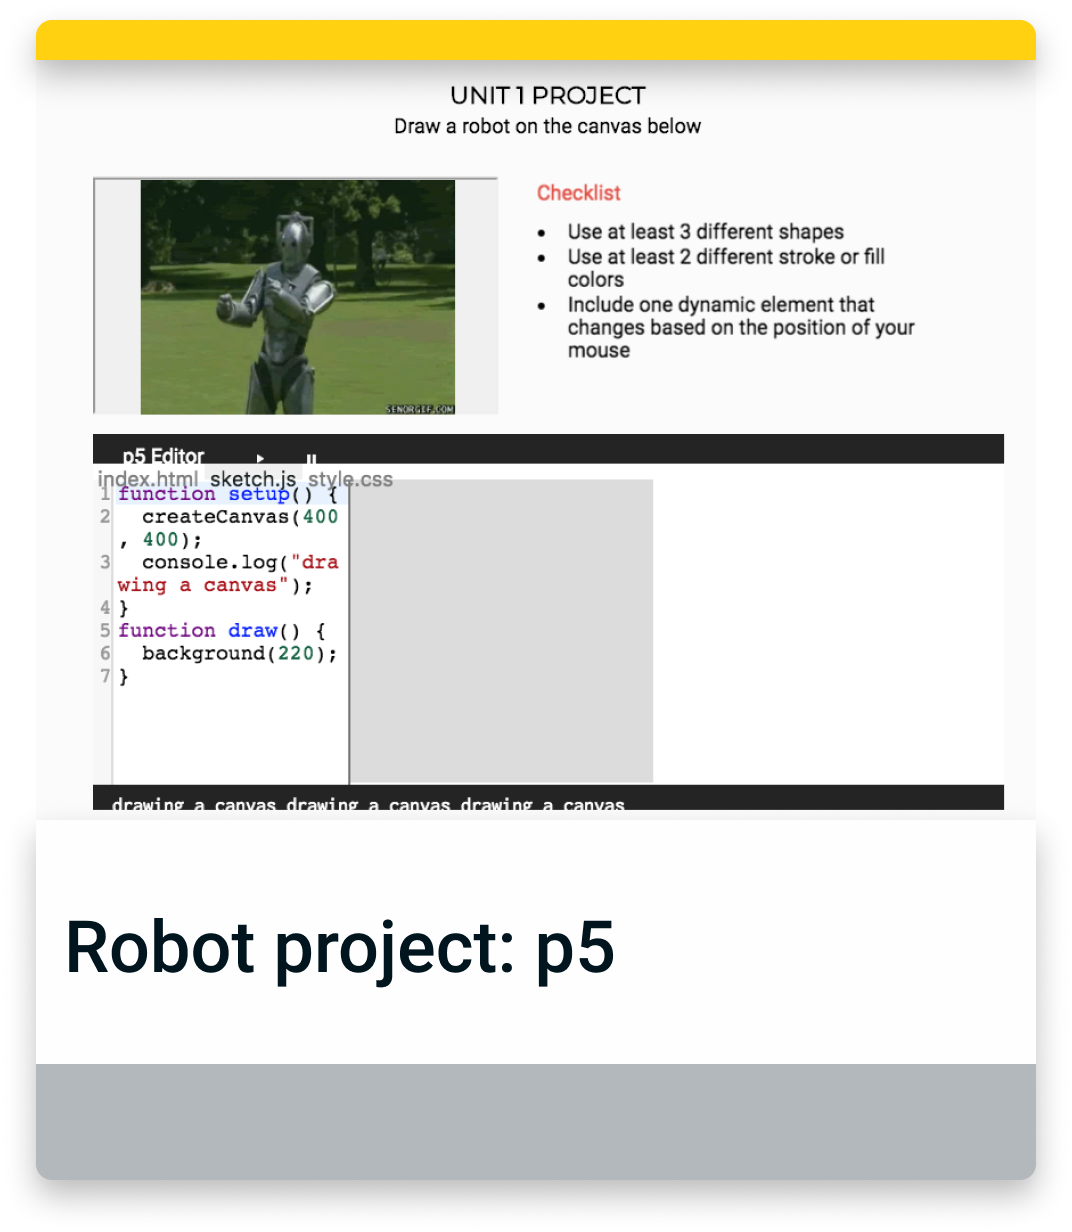 UNIT 1 PROJECT
Draw a robot on the canvas below
SENORGIF.COM
Checklist
• Use at least 3 different shapes
• Use at least 2 different stroke or fill
colors
• Include one dynamic element that
changes based on the position of your
mouse
p5 Editor
index.html sketch.js style.css
1 function setup() {
2 createCanvas(400
, 400);
3 console.log("dra
wing a canvas");
4 }
5 function draw() {
6 background(220);
7 }
drawing a canvas drawing a canvas drawing a canvas
Robot project: p5